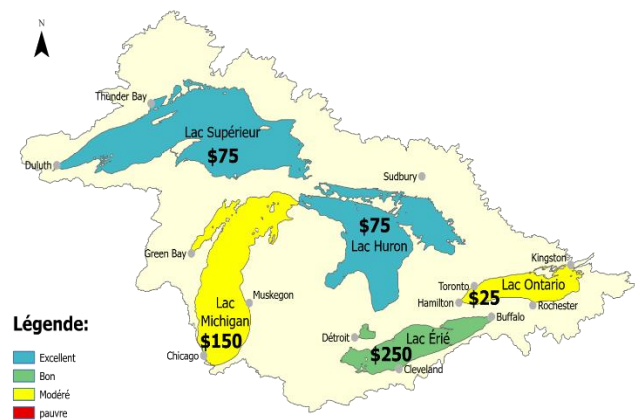 N
Thunder Bay
Lac Supérieur
$75
Duluth
Sudbury
$75
Lac Huron
Green Bay
Kingston
Toronto
Lac Ontario
Hamilton
$25
Rochester
Buffalo
Muskegon
Lac
Michigan
$150
Chicago
Détroit
Lac Érié
$250
Cleveland
Légende:
Excellent
Bon
Modéré
pauvre